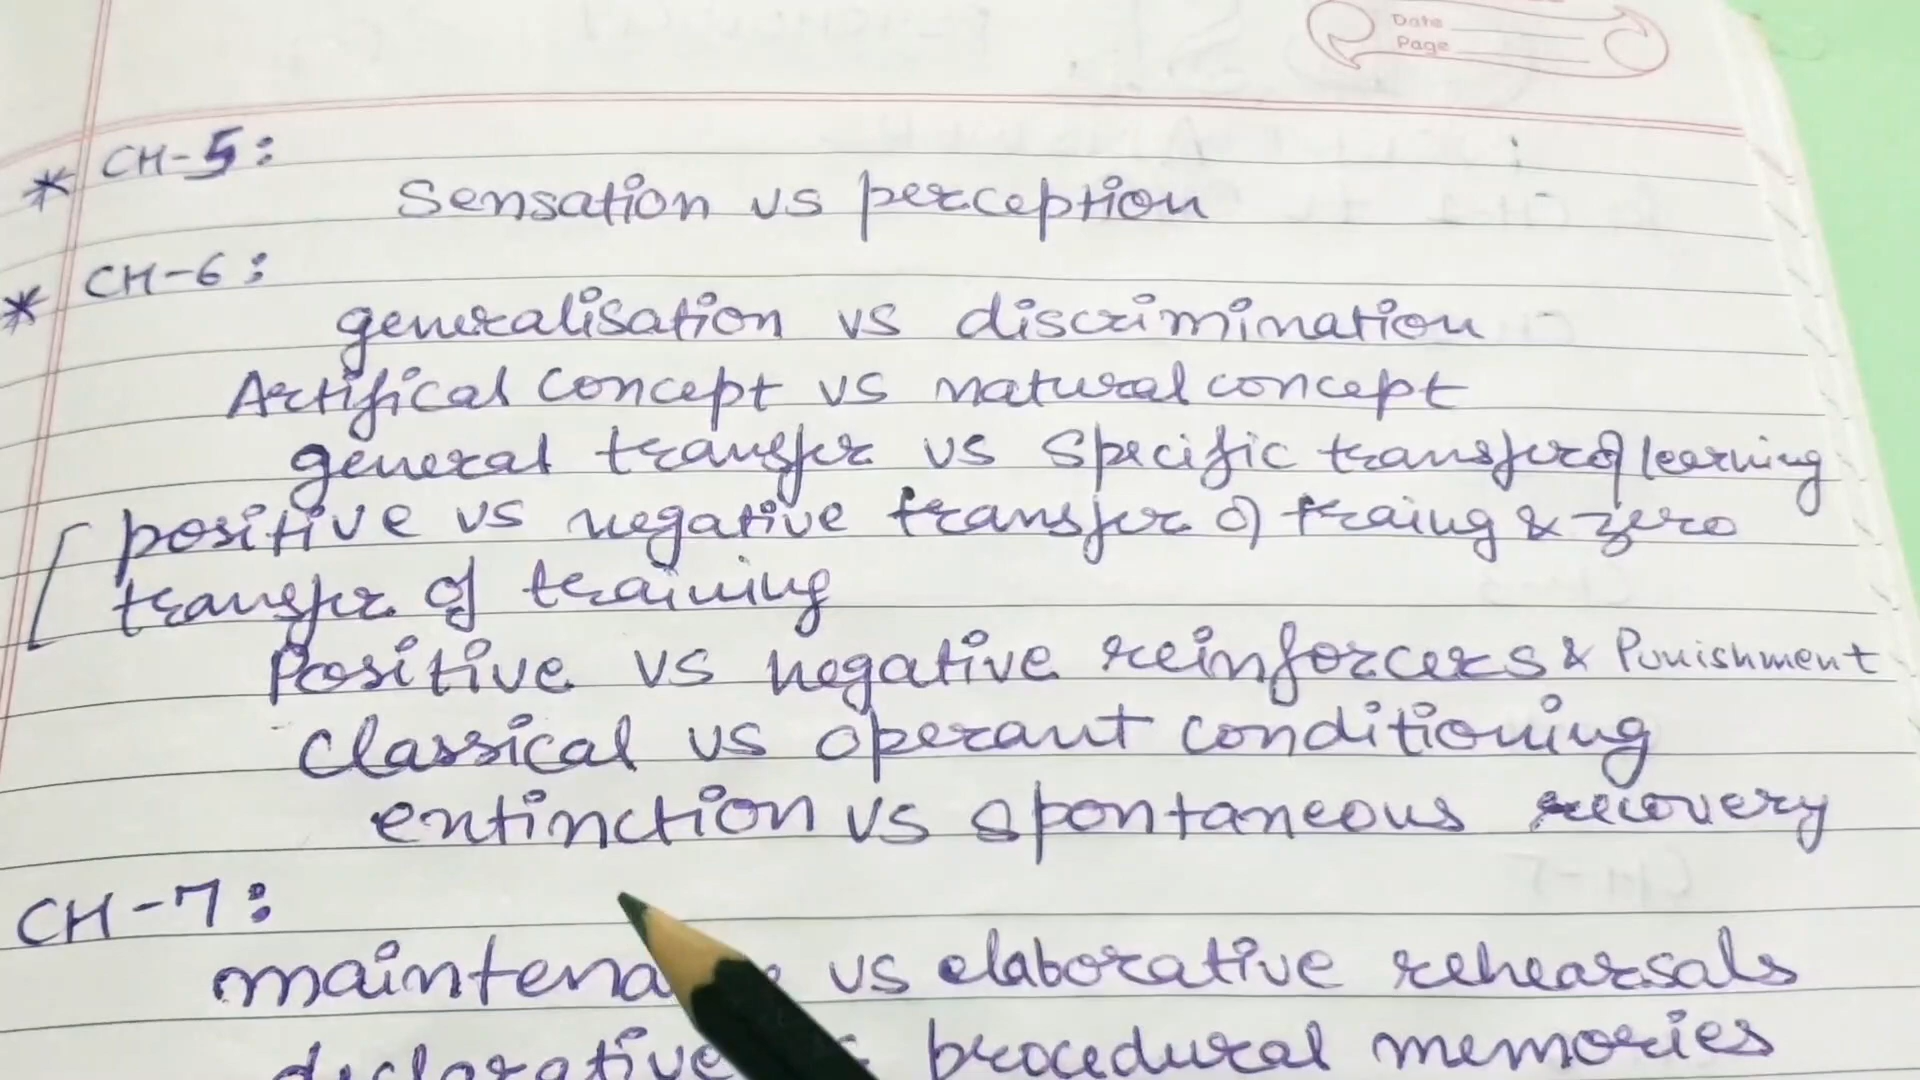 Date
Page
* CH-5:
Sensation vs perception
* CH-6:
generalisation vs discrimination
Artifical concept vs natural concept
general transfer vs specific transfer of learning
positive vs negative transfer of traing & zero
transfer of training
Positive vs negative reinforcers & Punishment
Classical vs operant conditioning
extinction vs spontaneous recovery
CH-7:
vs elaborative rehearsals
declarative procedural memories